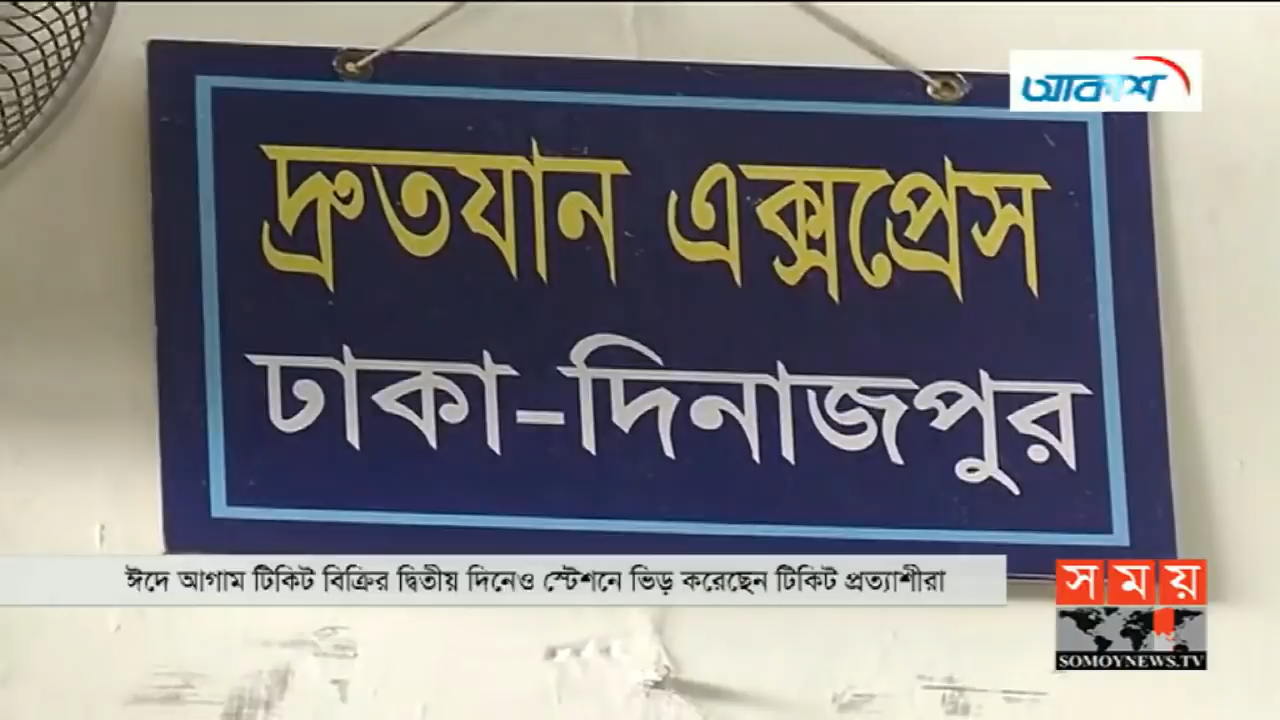 আকাশ
দ্রুতযান এক্সপ্রেস
ঢাকা-দিনাজপুর
ঈদে আগাম টিকিট বিক্রির দ্বিতীয় দিনেও স্টেশনে ভিড় করেছেন টিকিট প্রত্যাশীরা
সময়
SOMOYNEWS.TV